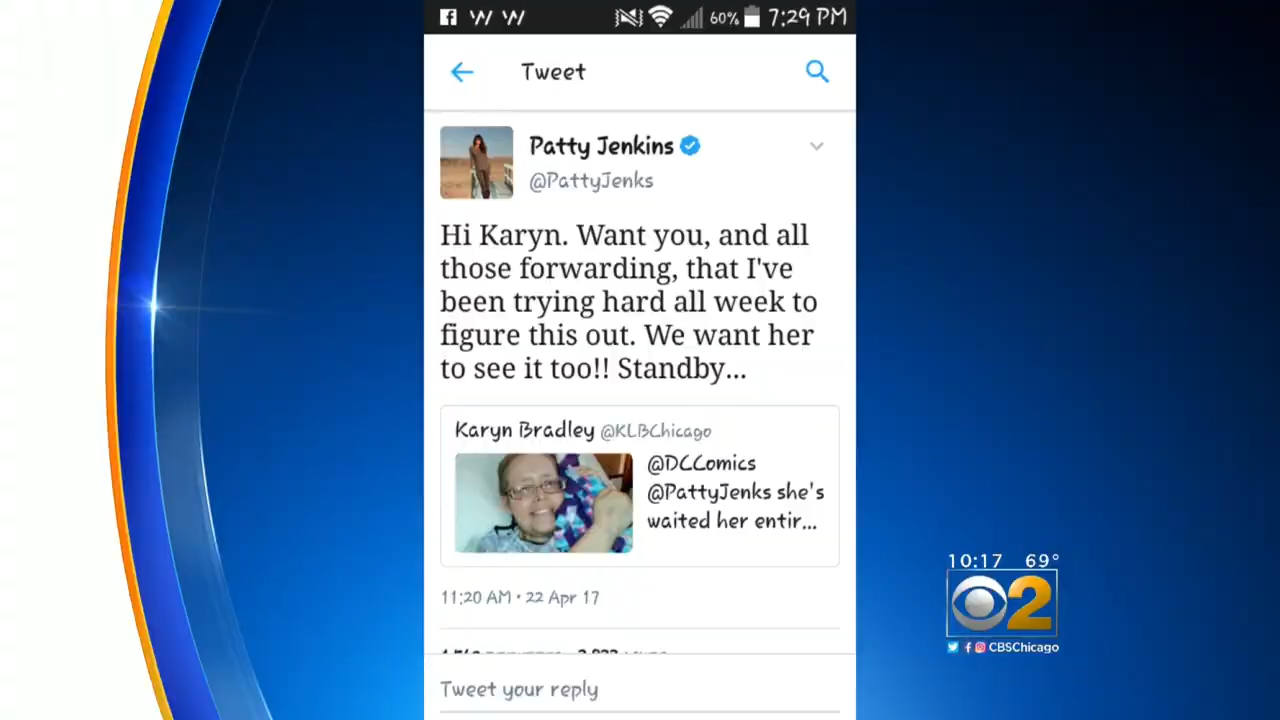 60% 7:29 PM
Tweet
Patty Jenkins
@PattyJenks
Hi Karyn. Want you, and all
those forwarding, that I've
been trying hard all week to
figure this out. We want her
to see it too!! Standby...
Karyn Bradley @KLBChicago
@DCComics
@PattyJenks she's
waited her entir...
11:20 AM • 22 Apr 17
Tweet your reply
10:17 69°
2
CBSChicago